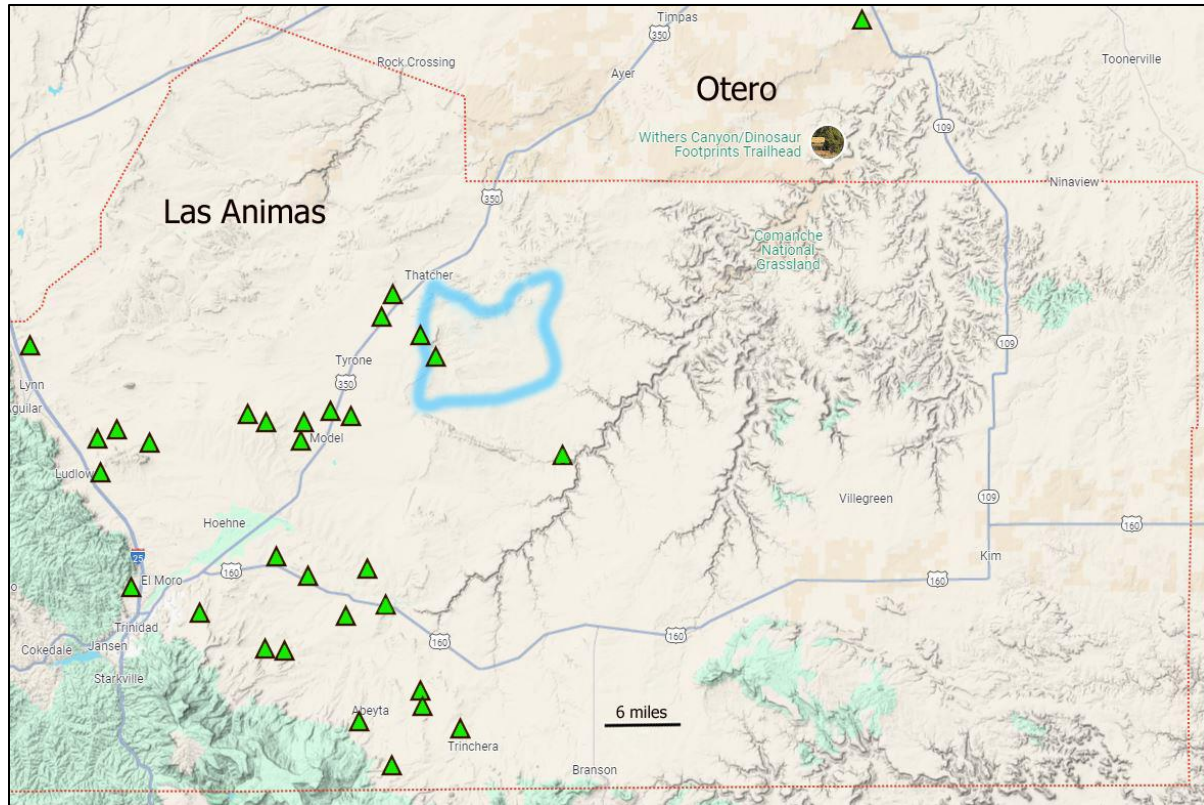 Timpas
350
Toonerville
Rock Crossing
Ayer
Otero
109
Withers Canyon/Dinosaur
Footprints Trailhead
Ninaview
350
Las Animas
Comanche
National
Grassland
Thatcher
109
Tyrone
Lynn
350
guilar
Model
Ludlow
Villegreen
109
Hoehne
160
25
Kim
El Moro
160
160
Trinidad
160
160
Cokedale
Jansen
Starkville
6 miles
Abeyta
Trinchera
Branson